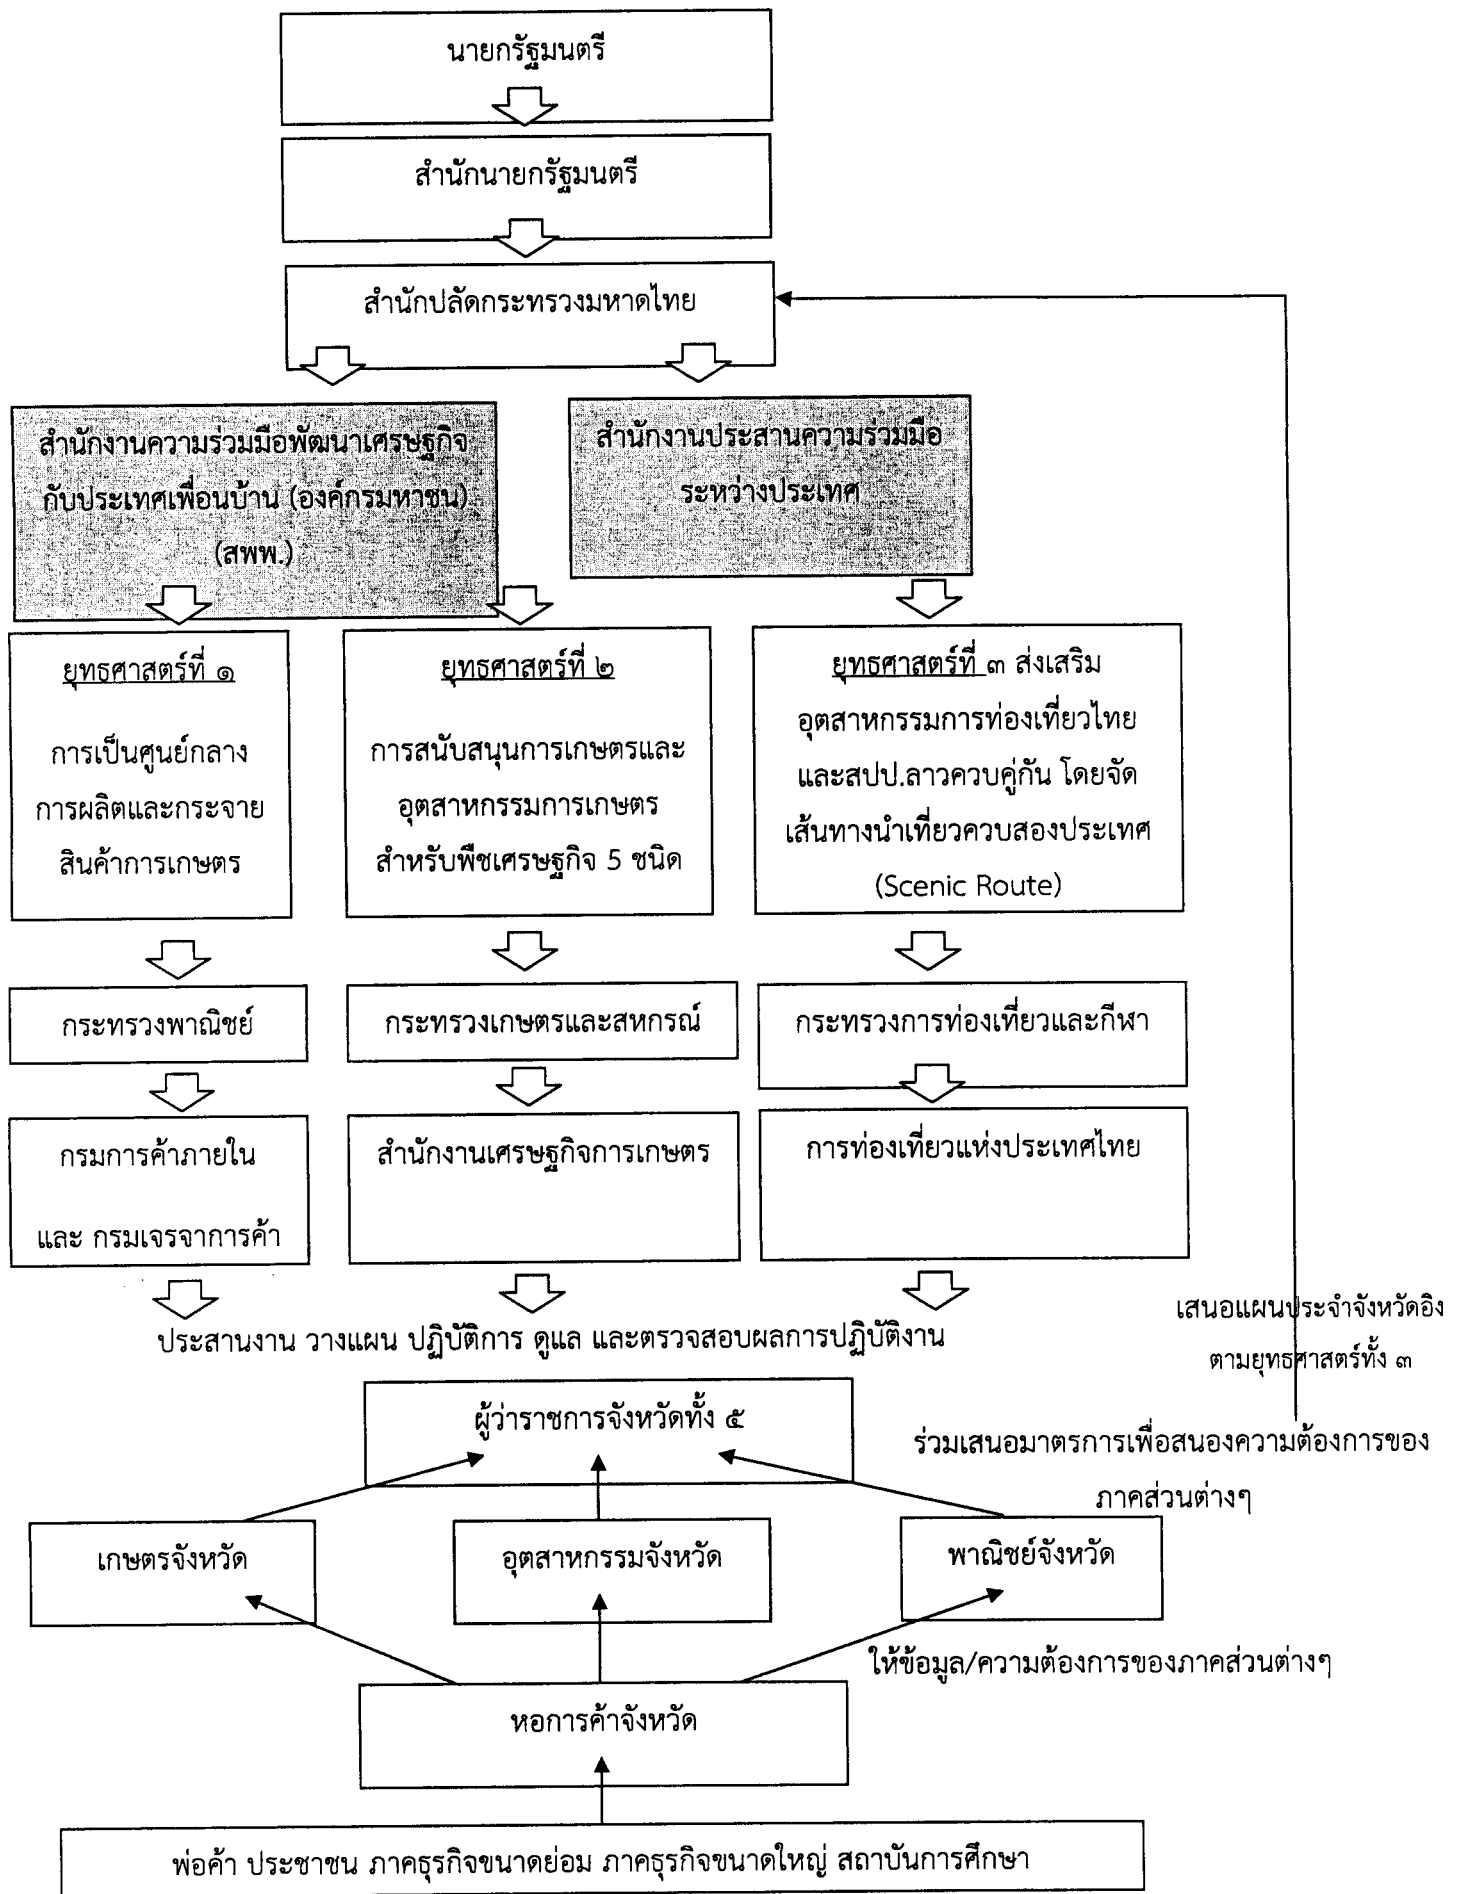 นายกรัฐมนตรี
สำนักนายกรัฐมนตรี
สำนักปลัดกระทรวงมหาดไทย
สำนักงานความร่วมมือพัฒนาเศรษฐกิจ
กับประเทศเพื่อนบ้าน (องค์กรมหาชน)
(สพพ.)
สำนักงานประสานความร่วมมือ
ระหว่างประเทศ
ยุทธศาสตร์ที่ ๑
การเป็นศูนย์กลาง
การผลิตและกระจาย
สินค้าการเกษตร
ยุทธศาสตร์ที่ ๒
การสนับสนุนการเกษตรและ
อุตสาหกรรมการเกษตร
สำหรับพืชเศรษฐกิจ 5 ชนิด
ยุทธศาสตร์ที่ ๓ ส่งเสริม
อุตสาหกรรมการท่องเที่ยวไทย
และสปป.ลาวควบคู่กัน โดยจัด
เส้นทางนำเที่ยวควบสองประเทศ
(Scenic Route)
กระทรวงพาณิชย์
กระทรวงเกษตรและสหกรณ์
กระทรวงการท่องเที่ยวและกีฬา
กรมการค้าภายใน
และ กรมเจรจาการค้า
สำนักงานเศรษฐกิจการเกษตร
การท่องเที่ยวแห่งประเทศไทย
เสนอแผนประจำจังหวัดอิง
ตามยุทธศาสตร์ทั้ง ๓
ประสานงาน วางแผน ปฏิบัติการ ดูแล และตรวจสอบผลการปฏิบัติงาน
ผู้ว่าราชการจังหวัดทั้ง ๕
ร่วมเสนอมาตรการเพื่อสนองความต้องการของ
ภาคส่วนต่างๆ
เกษตรจังหวัด
อุตสาหกรรมจังหวัด
พาณิชย์จังหวัด
ให้ข้อมูล/ความต้องการของภาคส่วนต่างๆ
หอการค้าจังหวัด
พ่อค้า ประชาชน ภาคธุรกิจขนาดย่อม ภาคธุรกิจขนาดใหญ่ สถาบันการศึกษา